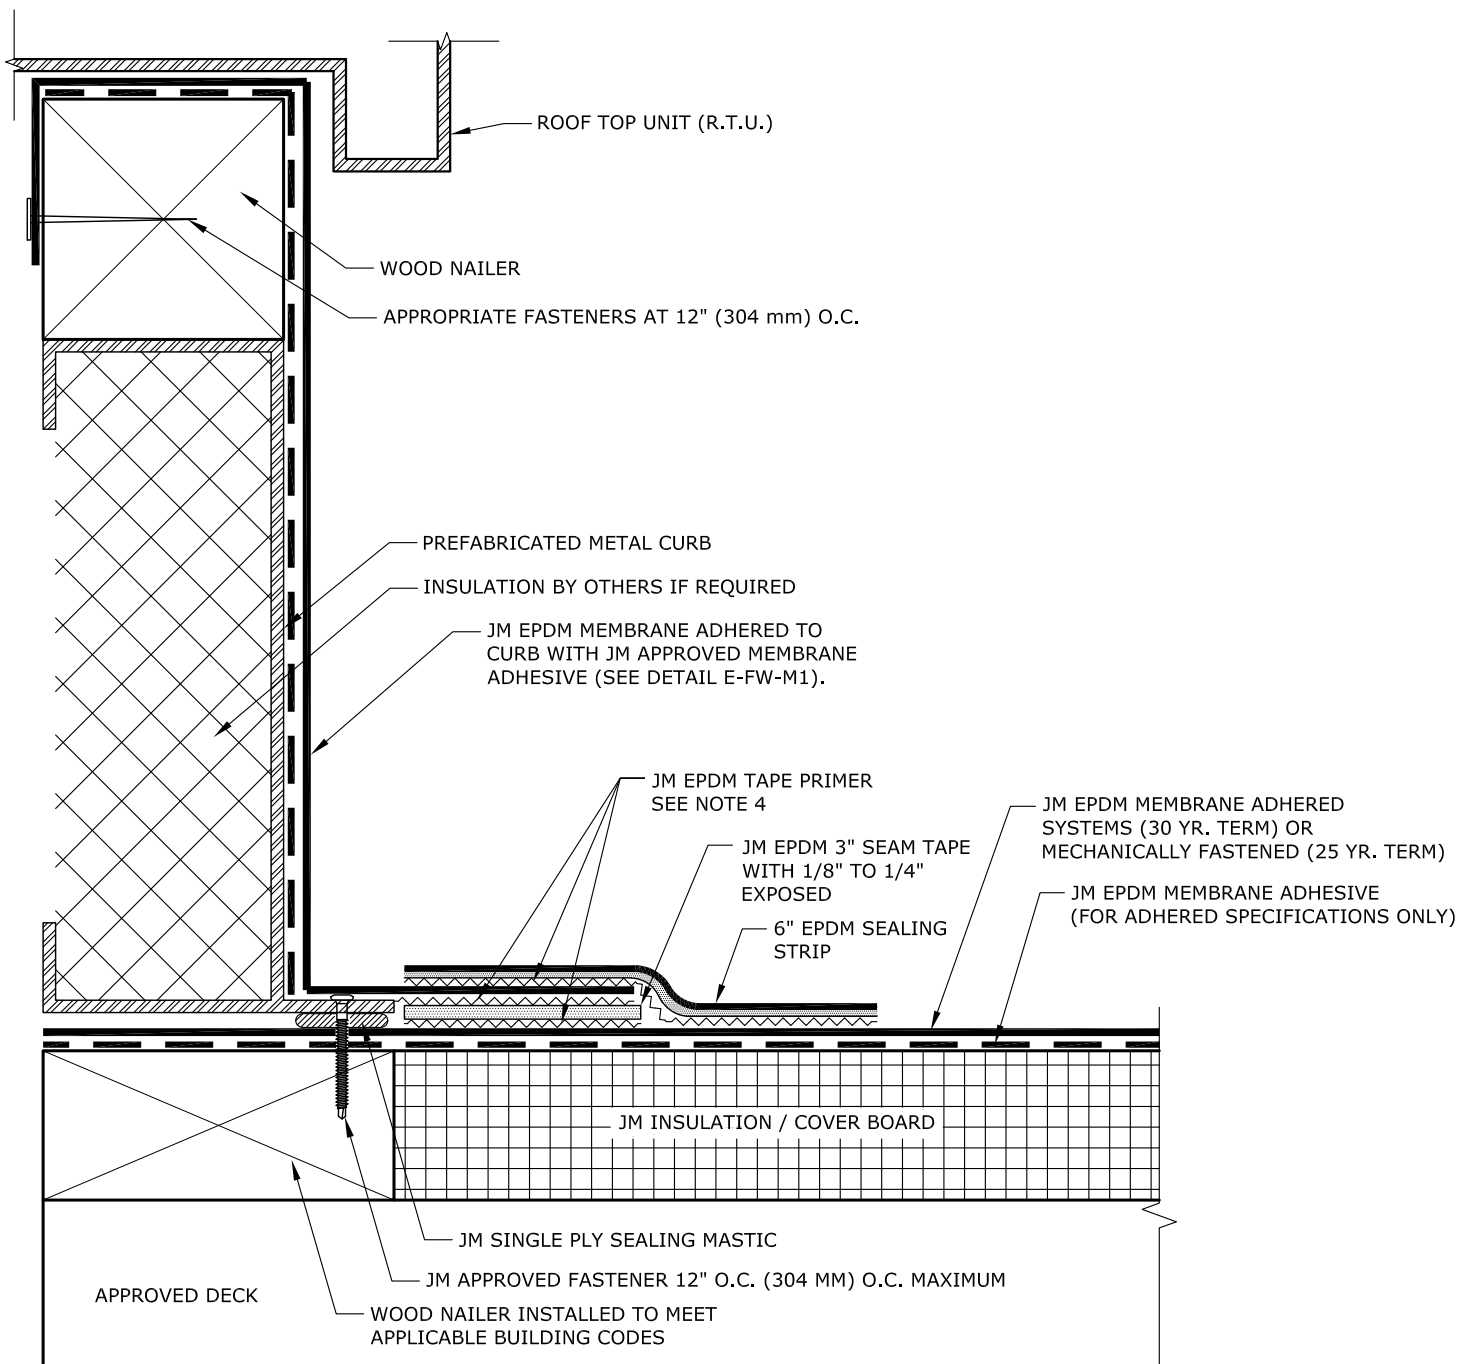 ROOF TOP UNIT (R.T.U.)
WOOD NAILER
APPROPRIATE FASTENERS AT 12" (304 mm) O.C.
PREFABRICATED METAL CURB
INSULATION BY OTHERS IF REQUIRED
JM EPDM MEMBRANE ADHERED TO
CURB WITH JM APPROVED MEMBRANE
ADHESIVE (SEE DETAIL E-FW-M1).
JM EPDM TAPE PRIMER
SEE NOTE 4
JM EPDM MEMBRANE ADHERED
SYSTEMS (30 YR. TERM) OR
MECHANICALLY FASTENED (25 YR. TERM)
JM EPDM 3" SEAM TAPE
WITH 1/8" TO 1/4"
EXPOSED
JM EPDM MEMBRANE ADHESIVE
(FOR ADHERED SPECIFICATIONS ONLY)
6" EPDM SEALING
STRIP
JM INSULATION / COVER BOARD
JM SINGLE PLY SEALING MASTIC
JM APPROVED FASTENER 12" O.C. (304 MM) O.C. MAXIMUM
APPROVED DECK
WOOD NAILER INSTALLED TO MEET
APPLICABLE BUILDING CODES